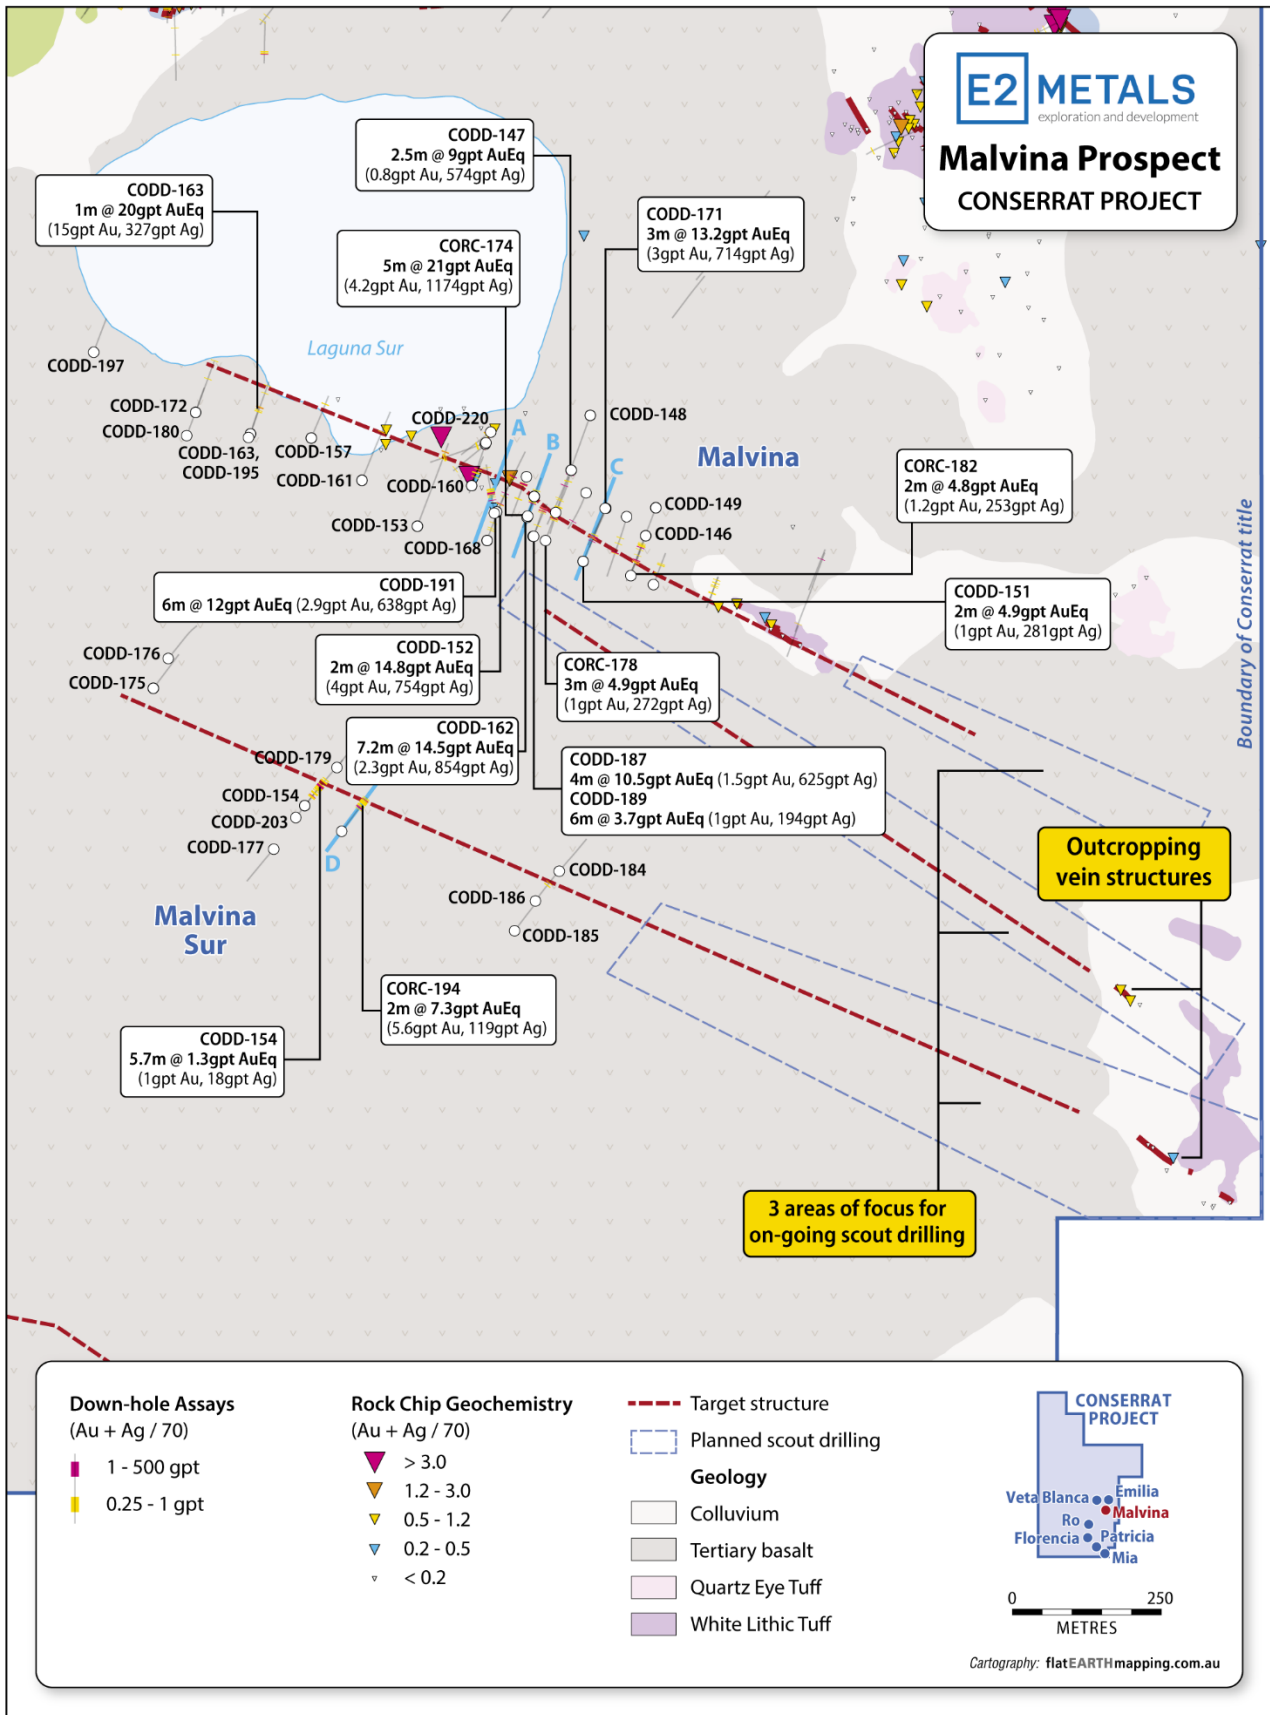 E2 METALS
exploration and development
Malvina Prospect
CONSERRAT PROJECT
CODD-147
2.5m @ 9gpt AuEq
(0.8gpt Au, 574gpt Ag)
CODD-163
1m @ 20gpt AuEq
(15gpt Au, 327gpt Ag)
CODD-171
3m @ 13.2gpt AuEq
(3gpt Au, 714gpt Ag)
CORC-174
5m @ 21gpt AuEq
(4.2gpt Au, 1174gpt Ag)
Laguna Sur
CODD-197
CODD-172
CODD-180
CODD-163,
CODD-195
CODD-157
CODD-161
CODD-153
CODD-220
CODD-160
CODD-168
A
B
C
CODD-148
Malvina
CODD-149
CODD-146
CORC-182
2m @ 4.8gpt AuEq
(1.2gpt Au, 253gpt Ag)
Boundary of Conserrat title
CODD-191
6m @ 12gpt AuEq (2.9gpt Au, 638gpt Ag)
CODD-151
2m @ 4.9gpt AuEq
(1gpt Au, 281gpt Ag)
CODD-152
2m @ 14.8gpt AuEq
(4gpt Au, 754gpt Ag)
CORC-178
3m @ 4.9gpt AuEq
(1gpt Au, 272gpt Ag)
CODD-176
CODD-175
CODD-162
7.2m @ 14.5gpt AuEq
(2.3gpt Au, 854gpt Ag)
CODD-187
4m @ 10.5gpt AuEq (1.5gpt Au, 625gpt Ag)
CODD-189
6m @ 3.7gpt AuEq (1gpt Au, 194gpt Ag)
CODD-179
CODD-154
CODD-203
CODD-177
D
CODD-184
CODD-186
CODD-185
Outcropping
vein structures
Malvina
Sur
CORC-194
2m @ 7.3gpt AuEq
(5.6gpt Au, 119gpt Ag)
CODD-154
5.7m @ 1.3gpt AuEq
(1gpt Au, 18gpt Ag)
3 areas of focus for
on-going scout drilling
Down-hole Assays
(Au + Ag / 70)
1 - 500 gpt
0.25 - 1 gpt
Rock Chip Geochemistry
(Au + Ag / 70)
> 3.0
1.2 - 3.0
0.5 - 1.2
0.2 - 0.5
< 0.2
Target structure
Planned scout drilling
Geology
Colluvium
Tertiary basalt
Quartz Eye Tuff
White Lithic Tuff
CONSERRAT
PROJECT
Veta Blanca
Emilia
Malvina
Ro
Florencia
Patricia
Mia
0 250
METRES
Cartography: flatEARTHmapping.com.au